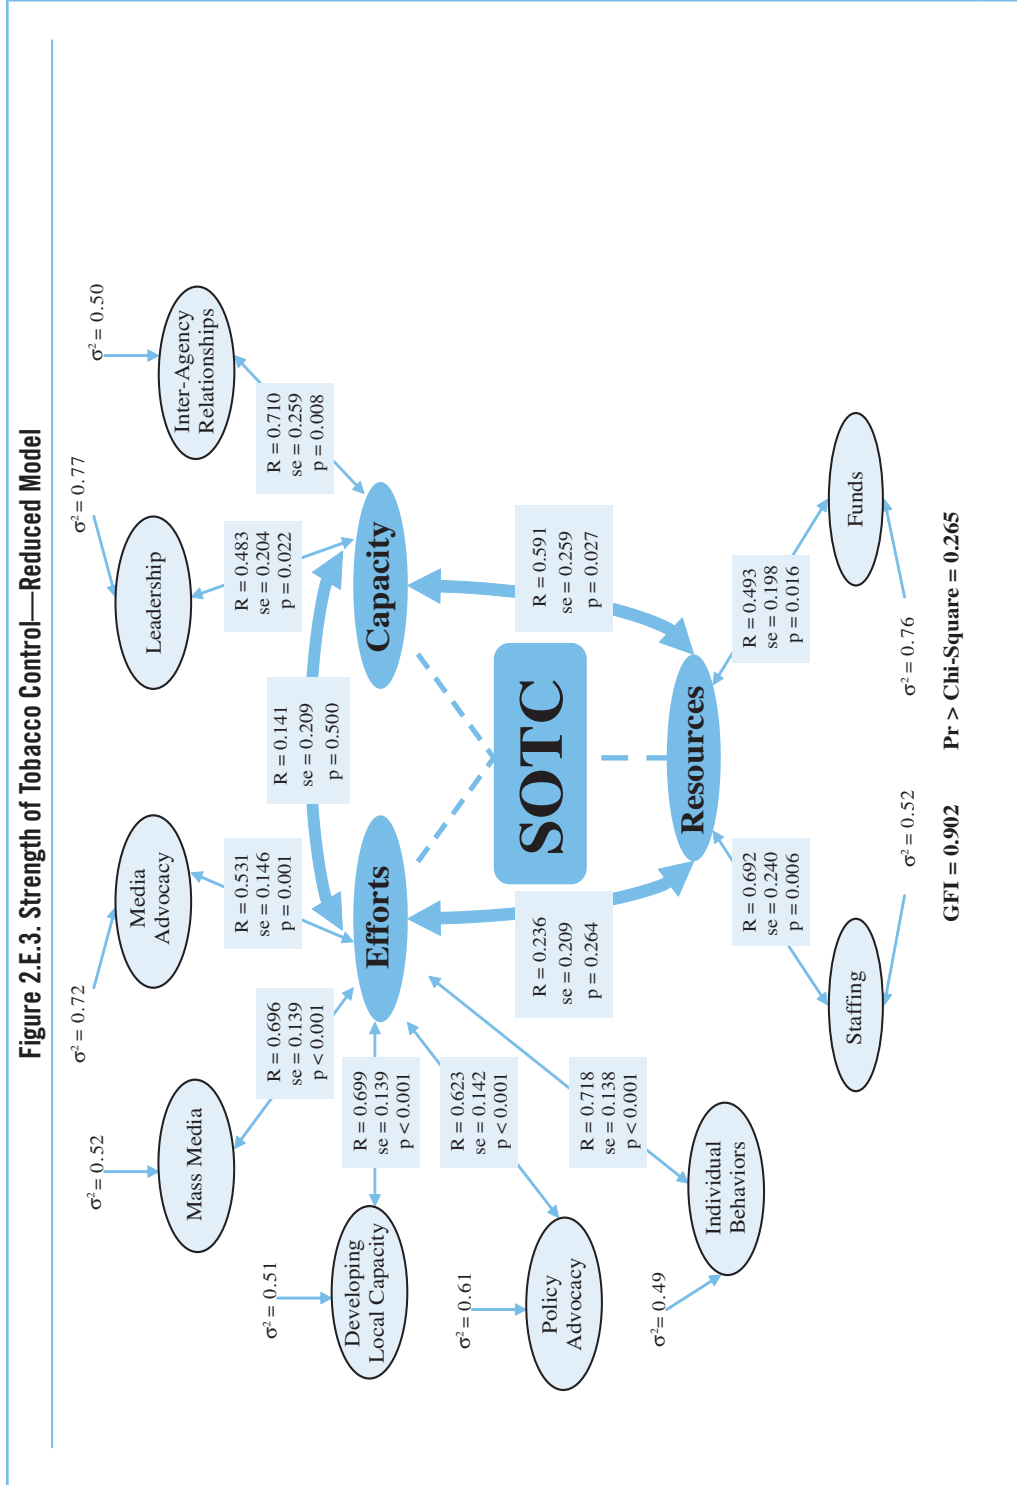 Figure 2.E.3. Strength of Tobacco Control—Reduced Model
σ² = 0.72
σ² = 0.77
σ² = 0.52
σ² = 0.50
Mass Media
Media
Advocacy
Leadership
Inter-Agency
Relationships
R = 0.696
se = 0.139
p < 0.001
R = 0.531
se = 0.146
p = 0.001
R = 0.141
se = 0.209
p = 0.500
R = 0.483
se = 0.204
p = 0.022
R = 0.710
se = 0.259
p = 0.008
σ² = 0.51
Developing
Local Capacity
R = 0.699
se = 0.139
p < 0.001
Efforts
Capacity
σ² = 0.61
Policy
Advocacy
R = 0.623
se = 0.142
p < 0.001
R = 0.236
se = 0.209
p = 0.264
SOTC
R = 0.591
se = 0.259
p = 0.027
σ²= 0.49
Individual
Behaviors
R = 0.718
se = 0.138
p < 0.001
Resources
R = 0.692
se = 0.240
p = 0.006
R = 0.493
se = 0.198
p = 0.016
Staffing
Funds
σ² = 0.52
σ² = 0.76
GFI = 0.902
Pr > Chi-Square = 0.265